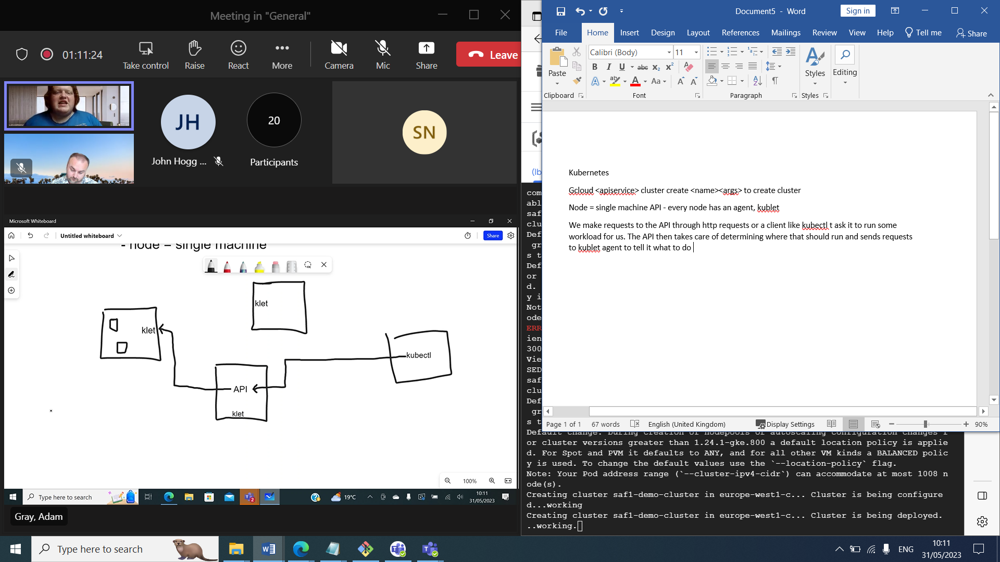 Meeting in "General"
01:11:24
Take control
Raise
React
More
Camera
Mic
Share
Leave
JH
John Hogg ...
20
Participants
SN
Microsoft Whiteboard
Untitled whiteboard
Share
- node = single machine
klet
klet
kubectl
API
klet
100%
Type here to search
2
19°C
10:11
31/05/2023
Gray, Adam
Document5 - Word
Sign in
File
Home
Insert
Design
Layout
References
Mailings
Review
View
Help
Tell me
Share
Paste
Clipboard
Calibri (Body)
11
B I U abc x₂ x²
A ab A Aa A A
Font
Paragraph
Styles
Styles
Editing
Kubernetes
Gcloud <apiservice> cluster create <name><args> to create cluster
Node = single machine API - every node has an agent, kublet
We make requests to the API through http requests or a client like kubectl t ask it to run some
workload for us. The API then takes care of determining where that should run and sends requests
to kublet agent to tell it what to do
Page 1 of 1
67 words
English (United Kingdom)
Display Settings
90%
(lb
com
abl
saf
clu
Def
gr
s t
Def
or
d.
y i
Not
ode
ERR
ien
300
Vie
SED
saf
clu
Def
gr
s t
Default change: During creation of nodepools or autoscaling configuration changes f
or cluster versions greater than 1.24.1-gke.800 a default location policy is applie
d. For Spot and PVM it defaults to ANY, and for all other VM kinds a BALANCED polic
y is used. To change the default values use the `--location-policy` flag.
Note: Your Pod address range (`--cluster-ipv4-cidr`) can accommodate at most 1008 n
ode(s).
Creating cluster saf1-demo-cluster in europe-west1-c... Cluster is being configure
d...working
Creating cluster saf1-demo-cluster in europe-west1-c... Cluster is being deployed.
..working.
Type here to search
ENG
10:11
31/05/2023